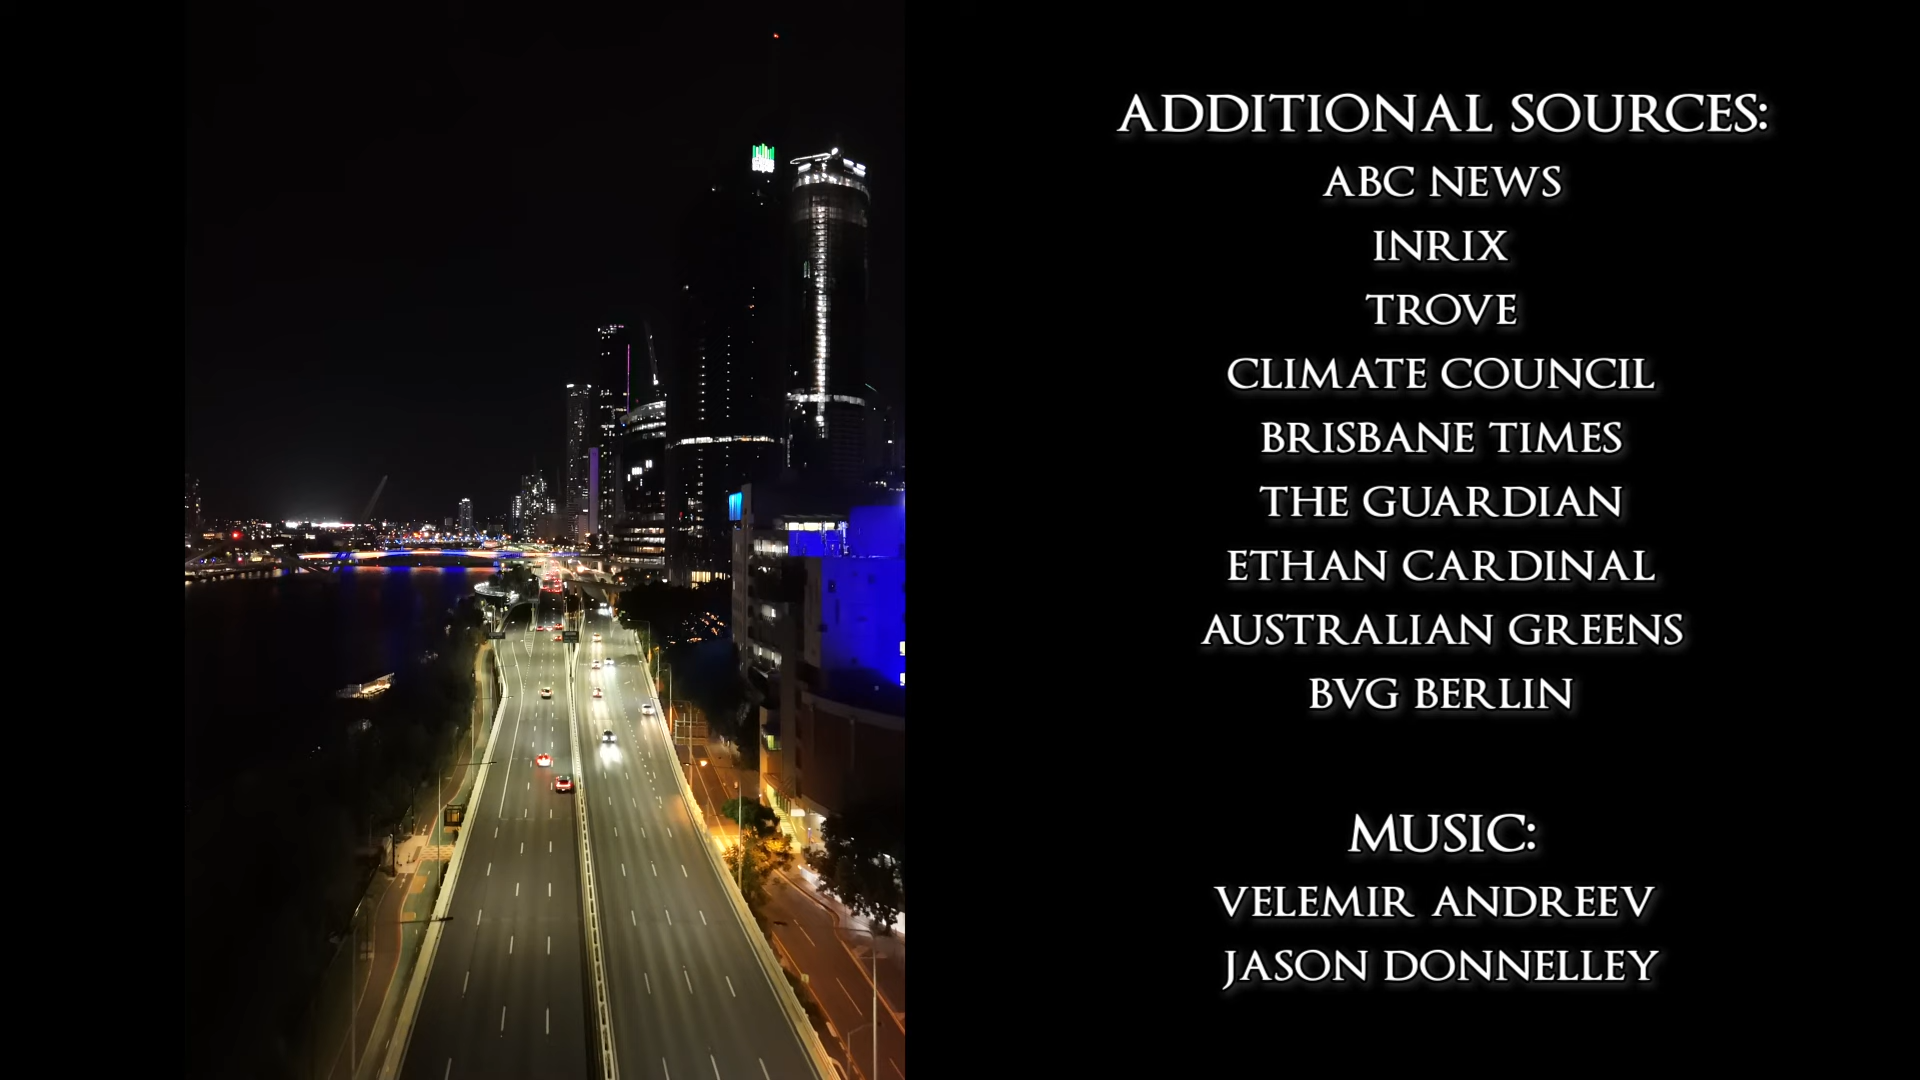 ADDITIONAL SOURCES:
ABC NEWS
INRIX
TROVE
CLIMATE COUNCIL
BRISBANE TIMES
THE GUARDIAN
ETHAN CARDINAL
AUSTRALIAN GREENS
BVG BERLIN
MUSIC:
VELEMIR ANDREEV
JASON DONNELLEY